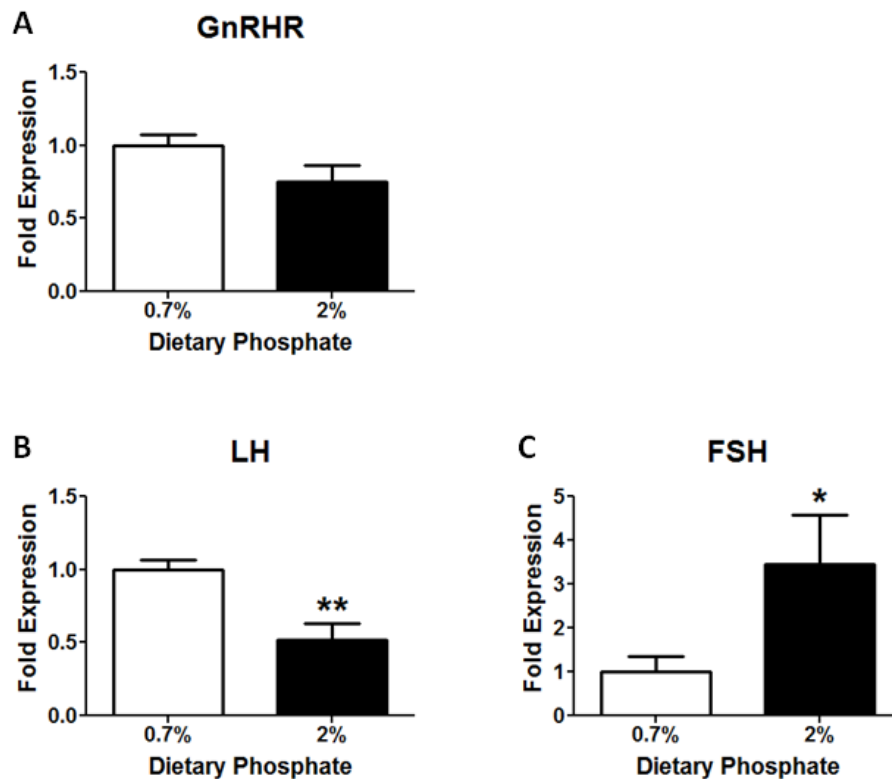 A
GnRHR
Fold Expression
1.5
1.0
0.5
0.0
0.7%
2%
Dietary Phosphate
B
LH
Fold Expression
1.5
1.0
0.5
0.0
**
0.7%
2%
Dietary Phosphate
C
FSH
Fold Expression
5
4
3
2
1
0
*
0.7%
2%
Dietary Phosphate